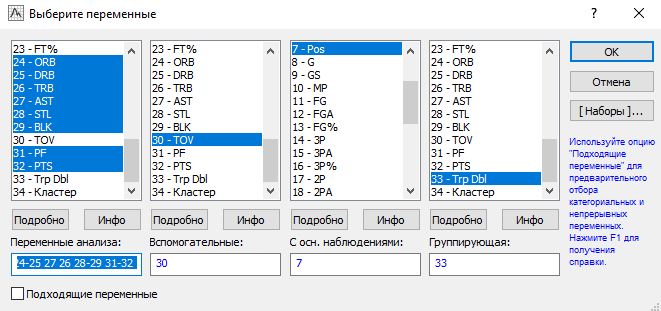 Выберите переменные
? ×
23 - FT%
24 - ORB
25 - DRB
26 - TRB
27 - AST
28 - STL
29 - BLK
30 - TOV
31 - PF
32 - PTS
33 - Trp Dbl
34 - Кластер
23 - FT%
24 - ORB
25 - DRB
26 - TRB
27 - AST
28 - STL
29 - BLK
30 - TOV
31 - PF
32 - PTS
33 - Trp Dbl
34 - Кластер
7 - Pos
8 - G
9 - GS
10 - MP
11 - FG
12 - FGA
13 - FG%
14 - 3P
15 - 3PA
16 - 3P%
17 - 2P
18 - 2PA
23 - FT%
24 - ORB
25 - DRB
26 - TRB
27 - AST
28 - STL
29 - BLK
30 - TOV
31 - PF
32 - PTS
33 - Trp Dbl
34 - Кластер
OK
Отмена
[ Наборы ]...
Используйте опцию
"Подходящие
переменные" для
предварительного
отбора
категориальных и
непрерывных
переменных.
Нажмите F1 для
получения
справки.
Подробно Инфо Подробно Инфо Подробно Инфо Подробно Инфо
Переменные анализа: Вспомогательные: С осн. наблюдениями: Группирующая:
24-25 27 26 28-29 31-32 30 7 33
Подходящие переменные